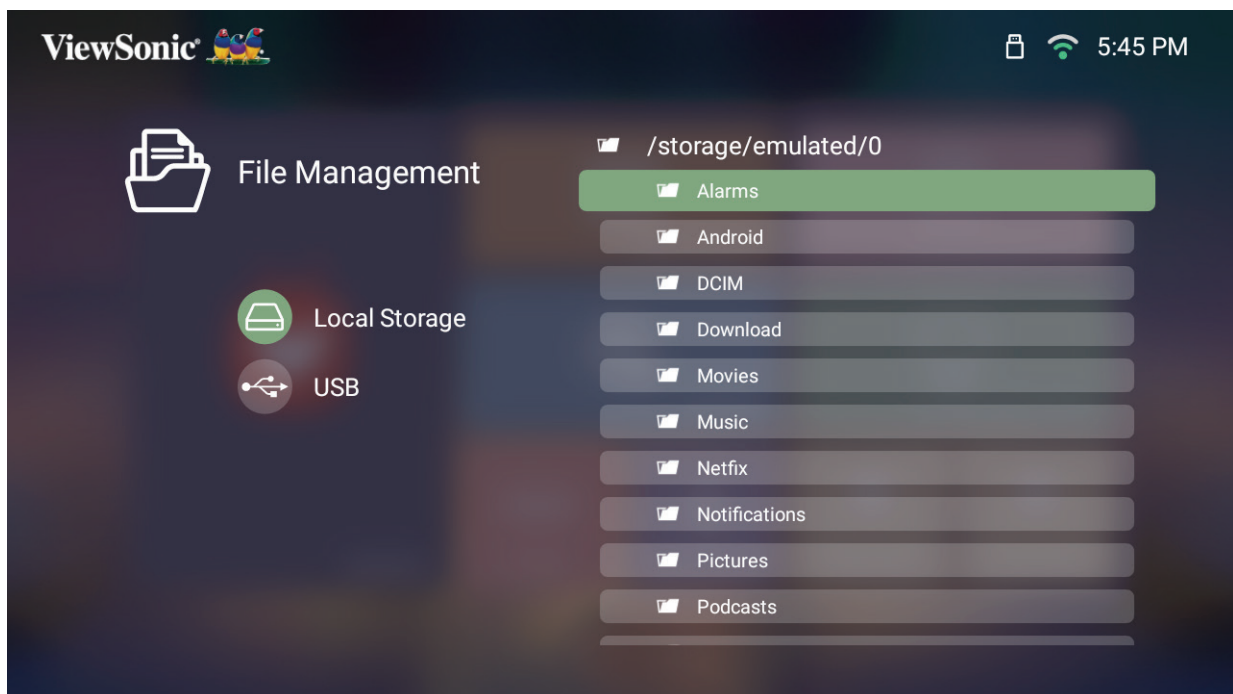 ViewSonic
5:45 PM
File Management
/storage/emulated/0
Alarms
Android
DCIM
Local Storage
Download
Movies
USB
Music
Netfix
Notifications
Pictures
Podcasts